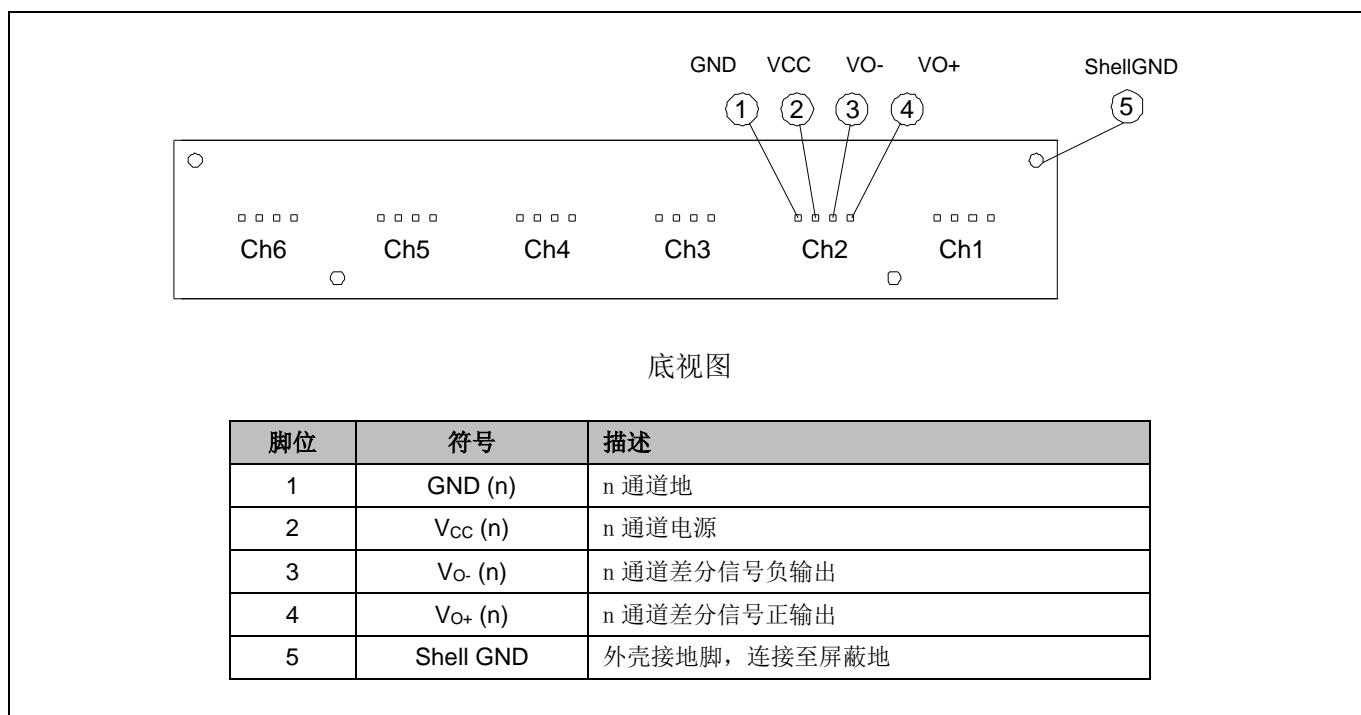 GND VCC VO- VO+ ShellGND
1 2 3 4 5
Ch6 Ch5 Ch4 Ch3 Ch2 Ch1
底视图
脚位 符号 描述
1 GND (n) n 通道地
2 VCC (n) n 通道电源
3 VO- (n) n 通道差分信号负输出
4 VO+ (n) n 通道差分信号正输出
5 Shell GND 外壳接地脚，连接至屏蔽地